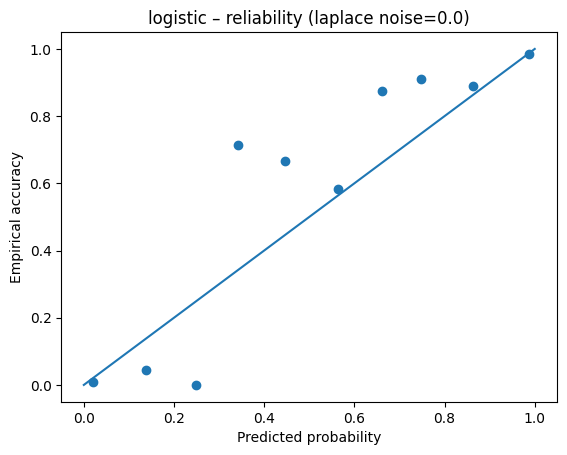 logistic – reliability (laplace noise=0.0)
1.0
0.8
0.6
0.4
0.2
0.0
Empirical accuracy
0.0 0.2 0.4 0.6 0.8 1.0
Predicted probability